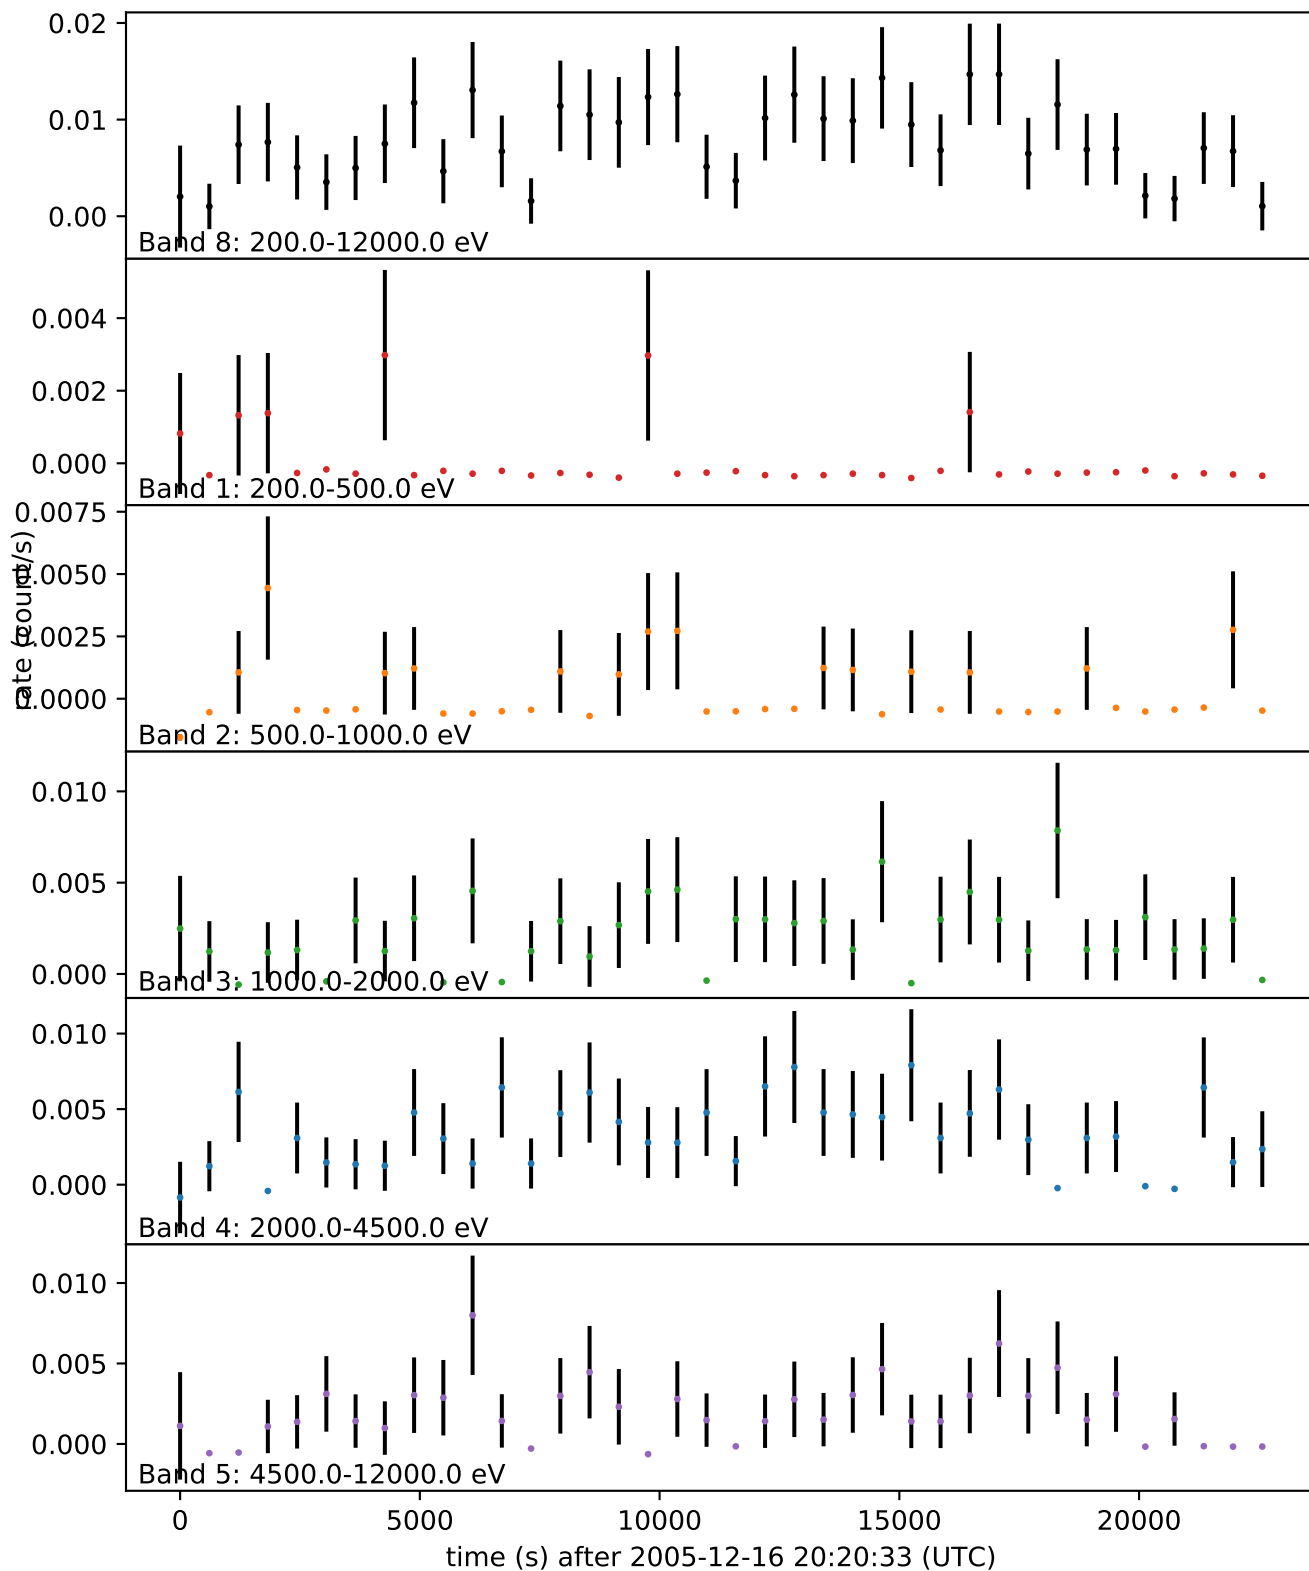 0.02
0.01
0.00
Band 8: 200.0-12000.0 eV
0.004
0.002
0.000
Band 1: 200.0-500.0 eV
rate (count/s)
0.0075
0.0050
0.0025
0.0000
Band 2: 500.0-1000.0 eV
0.010
0.005
0.000
Band 3: 1000.0-2000.0 eV
0.010
0.005
0.000
Band 4: 2000.0-4500.0 eV
0.010
0.005
0.000
Band 5: 4500.0-12000.0 eV
0 5000 10000 15000 20000
time (s) after 2005-12-16 20:20:33 (UTC)